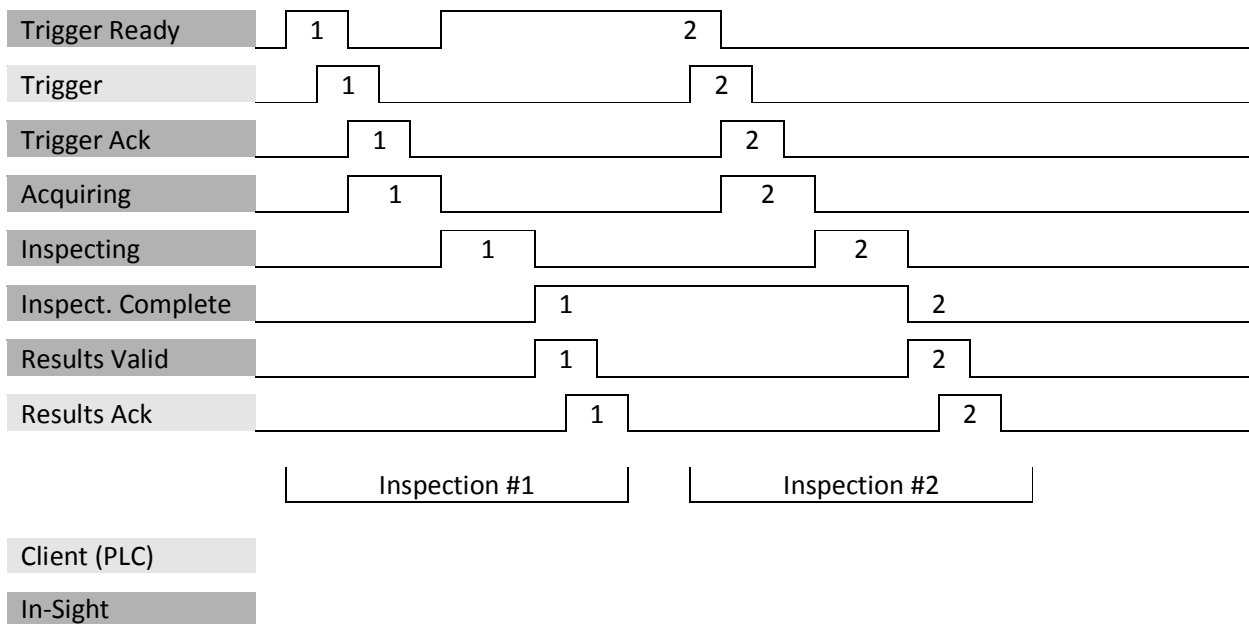 Trigger Ready 1 2
Trigger 1 2
Trigger Ack 1 2
Acquiring 1 2
Inspecting 1 2
Inspect. Complete 1 2
Results Valid 1 2
Results Ack 1 2
Inspection #1 Inspection #2
Client (PLC)
In-Sight